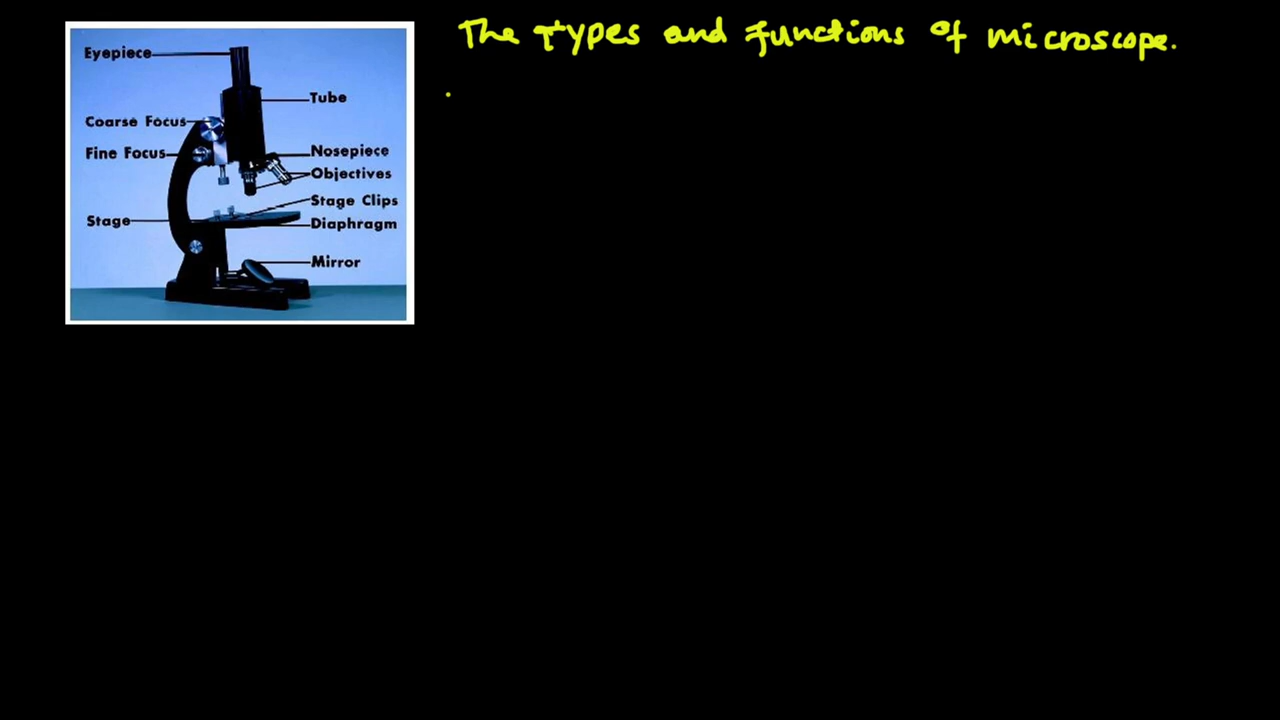 The types and functions of microscope.
Eyepiece
Tube
Coarse Focus
Fine Focus
Nosepiece
Objectives
Stage Clips
Stage
Diaphragm
Mirror